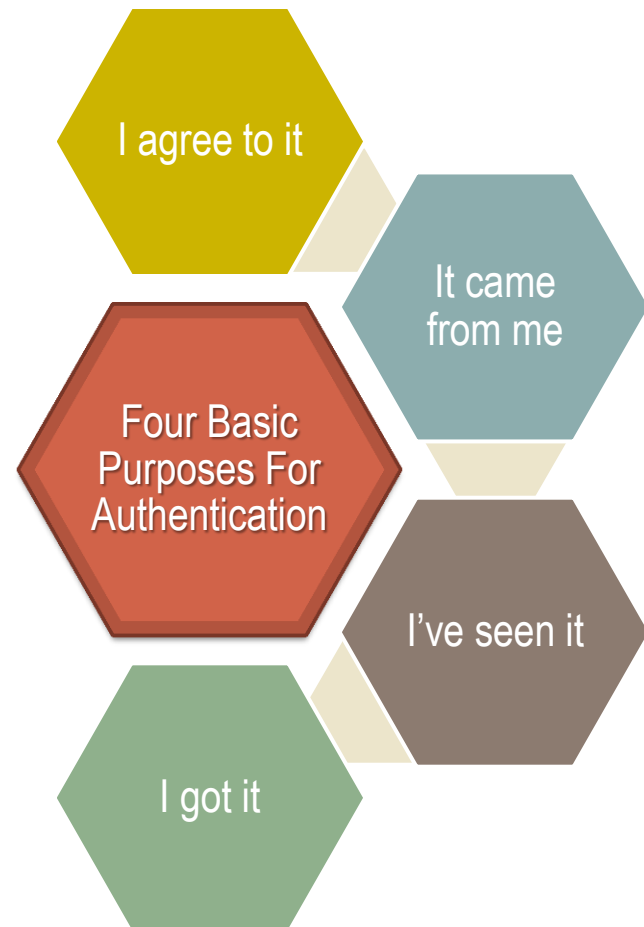 I agree to it
It came
from me
Four Basic
Purposes For
Authentication
I’ve seen it
I got it